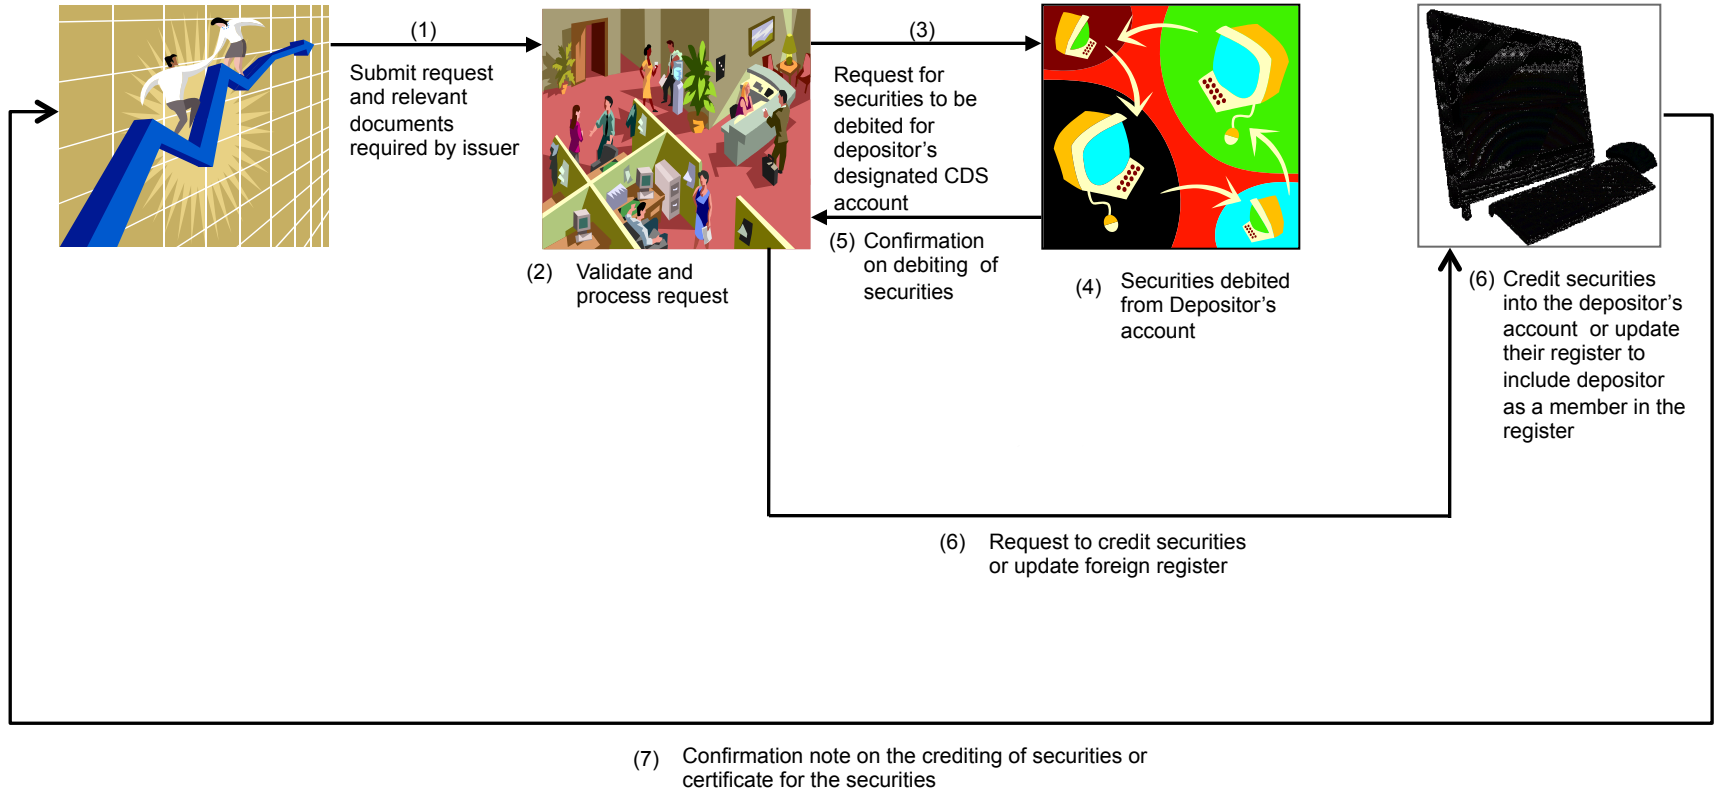 (1)
Submit request
and relevant
documents
required by issuer
(2) Validate and
process request
(3)
Request for
securities to be
debited for
depositor's
designated CDS
account
(5) Confirmation
on debiting of
securities
(4) Securities debited
from Depositor's
account
(6) Credit securities
into the depositor's
account or update
their register to
include depositor
as a member in the
register
(6) Request to credit securities
or update foreign register
(7) Confirmation note on the crediting of securities or
certificate for the securities